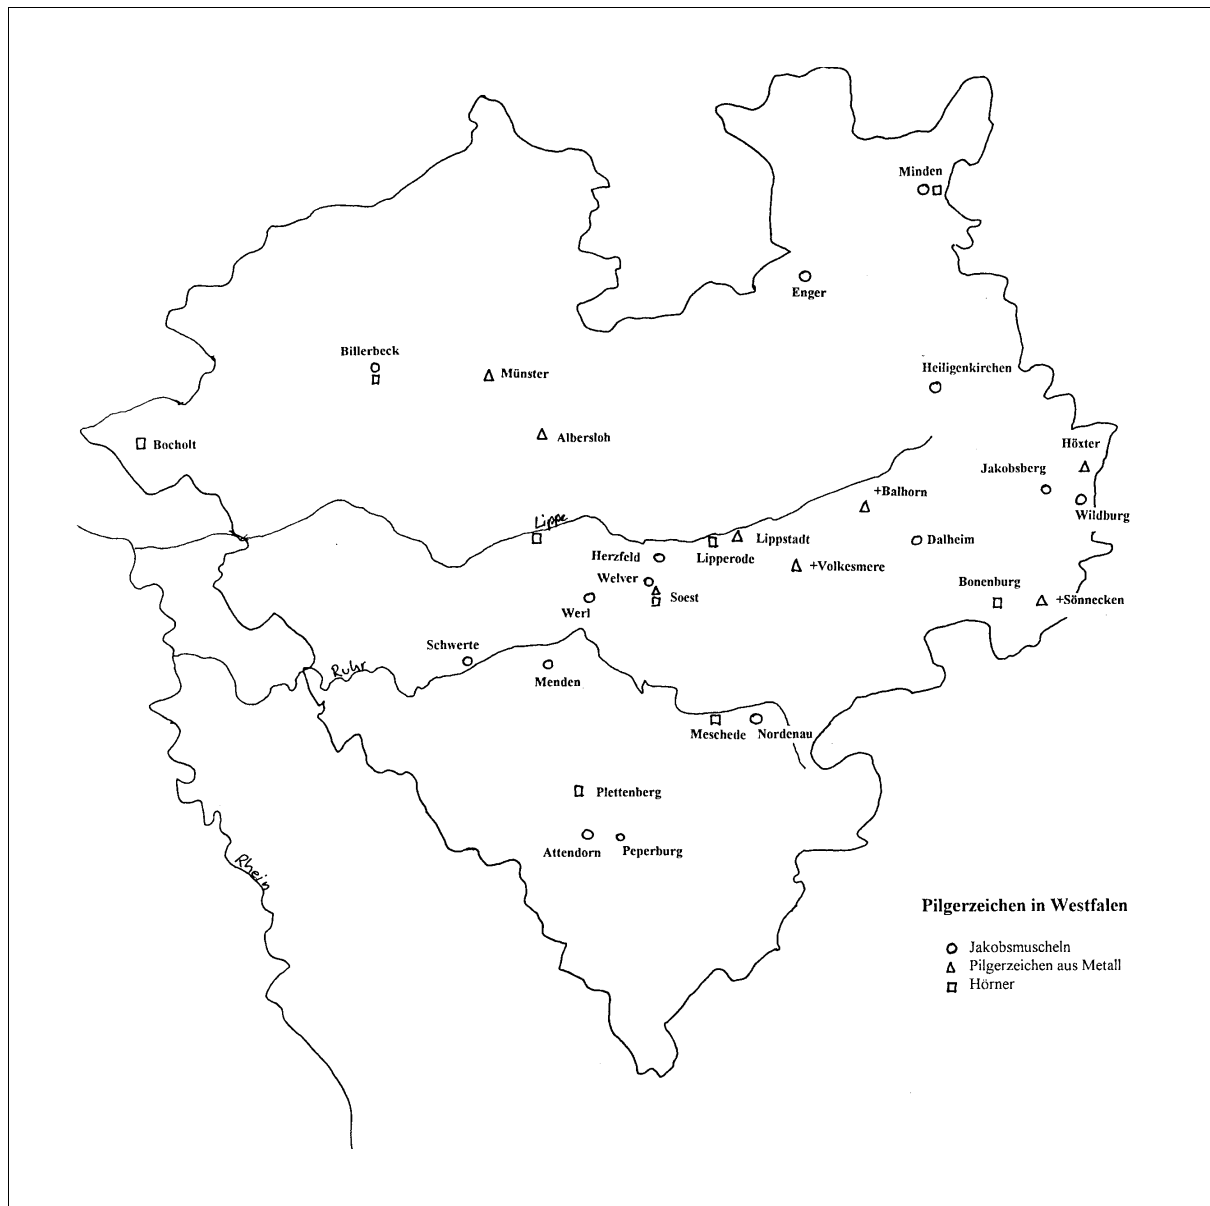 Minden
Enger
Billerbeck
Münster
Heiligenkirchen
Albersloh
Bocholt
Höxter
Jakobsberg
+Balhorn
Wildburg
Lippe
Lippstadt
Dalheim
Herzfeld
Lipperode
+Volkesmere
Welver
Bonenburg
Soest
+Sönnecken
Werl
Schwerte
Ruhr
Menden
Meschede
Nordenau
Plettenberg
Attendorn
Peperburg
Rhein
Pilgerzeichen in Westfalen
Jakobsmuscheln
Pilgerzeichen aus Metall
Hörner